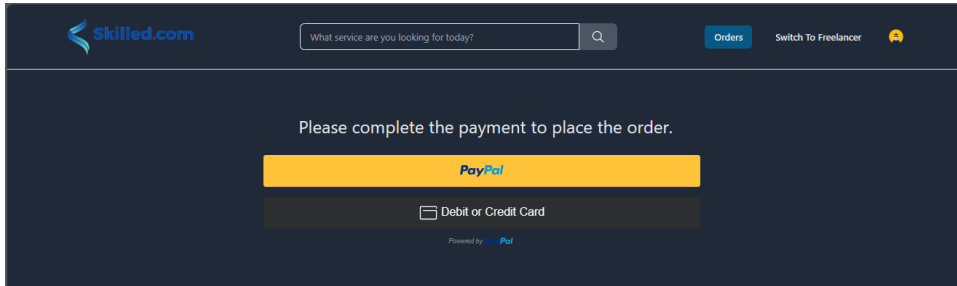 Skilled.com
What service are you looking for today?
Orders
Switch To Freelancer
Please complete the payment to place the order.
PayPal
Debit or Credit Card
Powered by PayPal